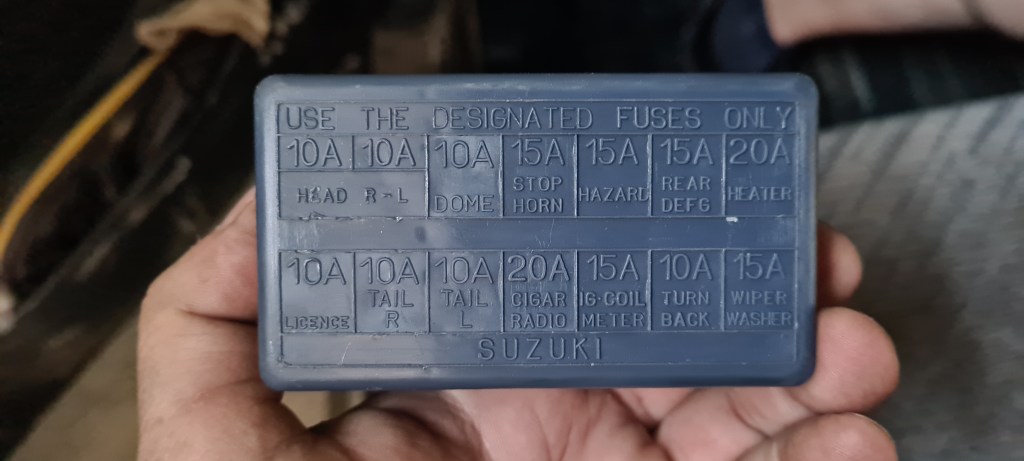 USE THE DESIGNATED FUSES ONLY
10A 10A 10A 15A 15A 15A 20A
HEAD R-L DOME STOP HORN HAZARD REAR DEFG HEATER
10A 10A 10A 20A 15A 10A 15A
LICENCE TAIL R TAIL L CIGAR RADIO IG·COIL METER TURN BACK WIPER WASHER
SUZUKI